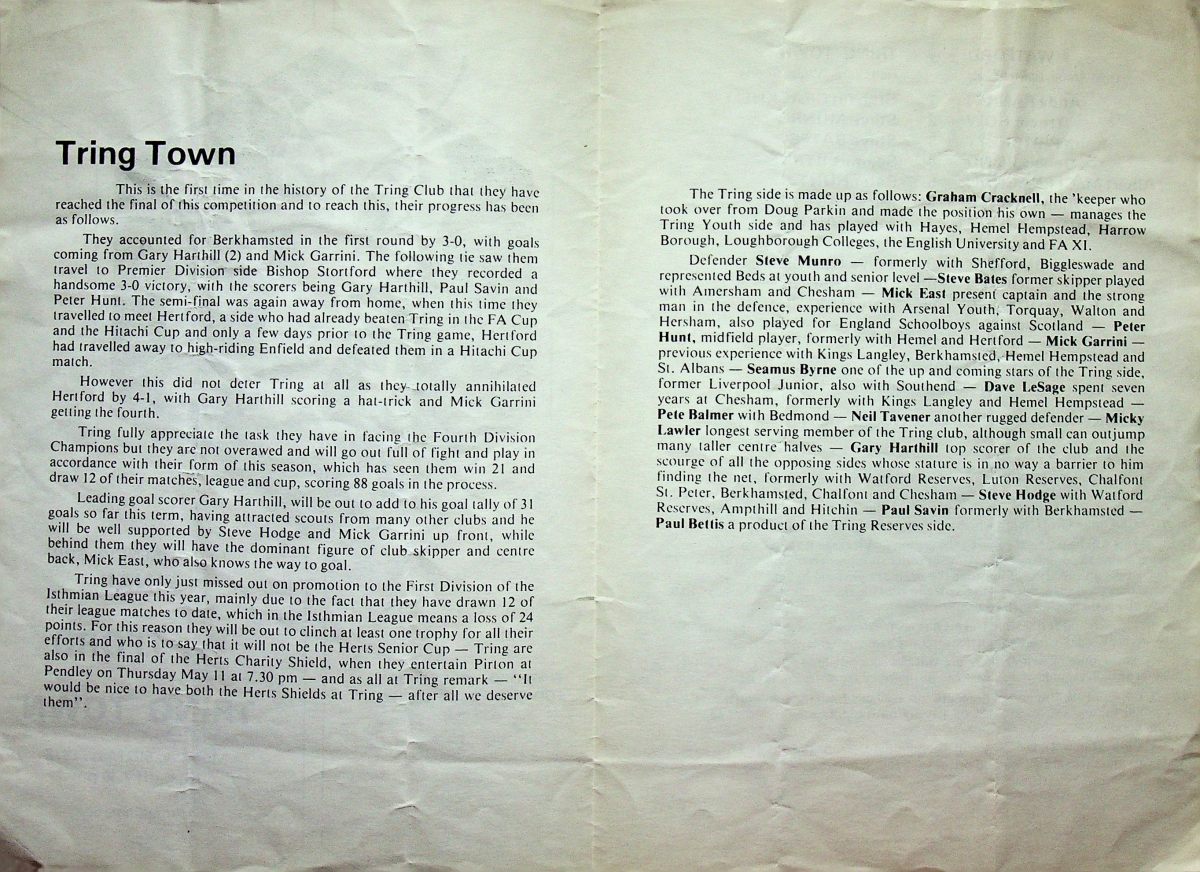 Tring Town
This is the first time in the history of the Tring Club that they have
reached the final of this competition and to reach this, their progress has been
as follows.
They accounted for Berkhamsted in the first round by 3-0, with goals
coming from Gary Harthill (2) and Mick Garrini. The following tie saw them
travel to Premier Division side Bishop Stortford where they recorded a
handsome 3-0 victory, with the scorers being Gary Harthill, Paul Savin and
Peter Hunt. The semi-final was again away from home, when this time they
travelled to meet Hertford, a side who had already beaten Tring in the FA Cup
and the Hitachi Cup and only a few days prior to the Tring game, Hertford
had travelled away to high-riding Enfield and defeated them in a Hitachi Cup
match.
However this did not deter Tring at all as they totally annihilated
Hertford by 4-1, with Gary Harthill scoring a hat-trick and Mick Garrini
getting the fourth.
Tring fully appreciate the task they have in facing the Fourth Division
Champions but they are not overawed and will go out full of fight and play in
accordance with their form of this season, which has seen them win 21 and
draw 12 of their matches, league and cup, scoring 88 goals in the process.
Leading goal scorer Gary Harthill, will be out to add to his goal tally of 31
goals so far this term, having attracted scouts from many other clubs and he
will be well supported by Steve Hodge and Mick Garrini up front, while
behind them they will have the dominant figure of club skipper and centre
back, Mick East, who also knows the way to goal.
Tring have only just missed out on promotion to the First Division of the
Isthmian League this year, mainly due to the fact that they have drawn 12 of
their league matches to date, which in the Isthmian League means a loss of 24
points. For this reason they will be out to clinch at least one trophy for all their
efforts and who is to say that it will not be the Herts Senior Cup — Tring are
also in the final of the Herts Charity Shield, when they entertain Pirton at
Pendley on Thursday May 11 at 7.30 pm — and as all at Tring remark — “It
would be nice to have both the Herts Shields at Tring — after all we deserve
them”.
The Tring side is made up as follows: Graham Cracknell, the ’keeper who
took over from Doug Parkin and made the position his own — manages the
Tring Youth side and has played with Hayes, Hemel Hempstead, Harrow
Borough, Loughborough Colleges, the English University and FA XI.
Defender Steve Munro — formerly with Shefford, Biggleswade and
represented Beds at youth and senior level —Steve Bates former skipper played
with Amersham and Chesham — Mick East present captain and the strong
man in the defence, experience with Arsenal Youth, Torquay, Walton and
Hersham, also played for England Schoolboys against Scotland — Peter
Hunt, midfield player, formerly with Hemel and Hertford — Mick Garrini —
previous experience with Kings Langley, Berkhamsted, Hemel Hempstead and
St. Albans — Seamus Byrne one of the up and coming stars of the Tring side,
former Liverpool Junior, also with Southend — Dave LeSage spent seven
years at Chesham, formerly with Kings Langley and Hemel Hempstead —
Pete Balmer with Bedmond — Neil Tavener another rugged defender — Micky
Lawler longest serving member of the Tring club, although small can outjump
many taller centre halves — Gary Harthill top scorer of the club and the
scourge of all the opposing sides whose stature is in no way a barrier to him
finding the net, formerly with Watford Reserves, Luton Reserves, Chalfont
St. Peter, Berkhamsted, Chalfont and Chesham — Steve Hodge with Watford
Reserves, Ampthill and Hitchin — Paul Savin formerly with Berkhamsted —
Paul Bettis a product of the Tring Reserves side.